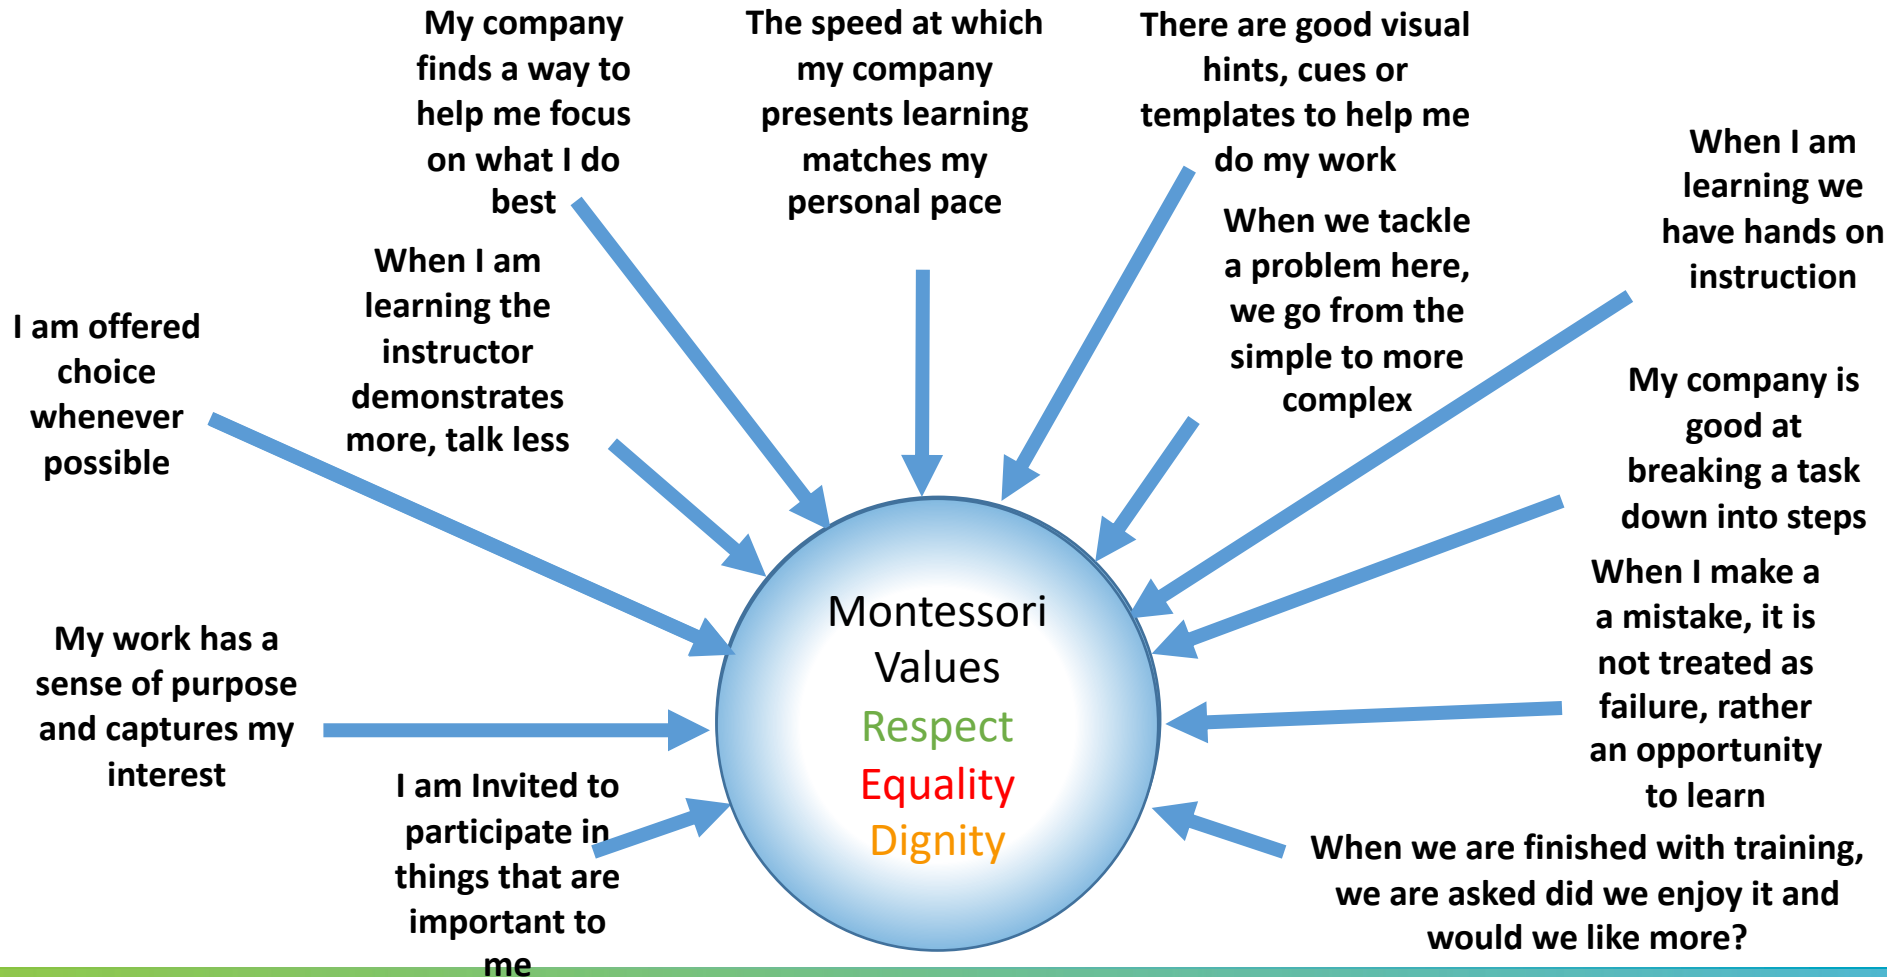 My company
finds a way to
help me focus
on what I do
best
The speed at which
my company
presents learning
matches my
personal pace
There are good visual
hints, cues or
templates to help me
do my work
When I am
learning we
have hands on
instruction
When we tackle
a problem here,
we go from the
simple to more
complex
When I am
learning the
instructor
demonstrates
more, talk less
I am offered
choice
whenever
possible
My company is
good at
breaking a task
down into steps
When I make a
a mistake, it is
not treated as
failure, rather
an opportunity
to learn
Montessori
Values
Respect
Equality
Dignity
My work has a
sense of purpose
and captures my
interest
I am Invited to
participate in
things that are
important to
me
When we are finished with training,
we are asked did we enjoy it and
would we like more?